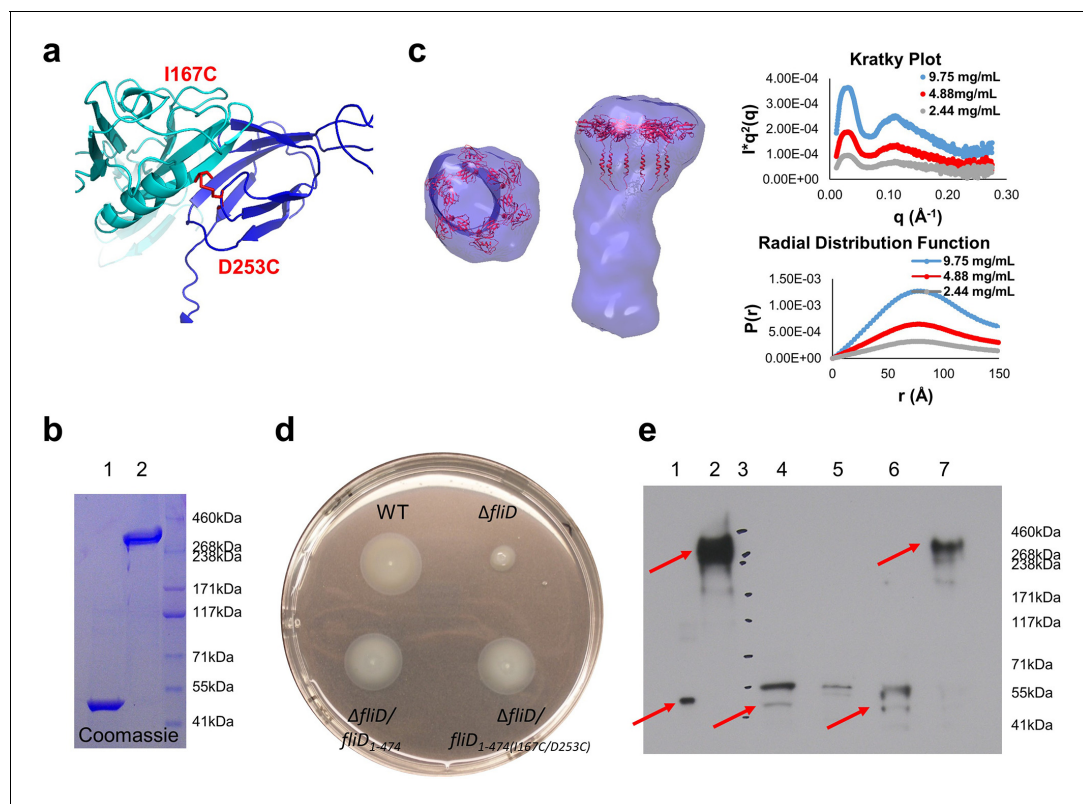 a
I167C
D253C
c
Kratky Plot
9.75 mg/mL
4.88mg/mL
2.44 mg/mL
I*q²(q)
4.00E-04
3.00E-04
2.00E-04
1.00E-04
0.00E+00
0.00
0.10
0.20
0.30
q (Å⁻¹)
Radial Distribution Function
9.75 mg/mL
4.88 mg/mL
2.44 mg/mL
P(r)
1.50E-03
1.00E-03
5.00E-04
0.00E+00
0
50
100
150
r (Å)
b
1 2
460kDa
268kDa
238kDa
171kDa
117kDa
71kDa
55kDa
41kDa
Coomassie
d
WT
ΔfliD
ΔfliD/
fliD₁₋₄₇₄
ΔfliD/
fliD₁₋₄₇₄₍I₁₆₇C/D₂₅₃C₎
e
1 2 3 4 5 6 7
460kDa
268kDa
238kDa
171kDa
117kDa
71kDa
55kDa
41kDa